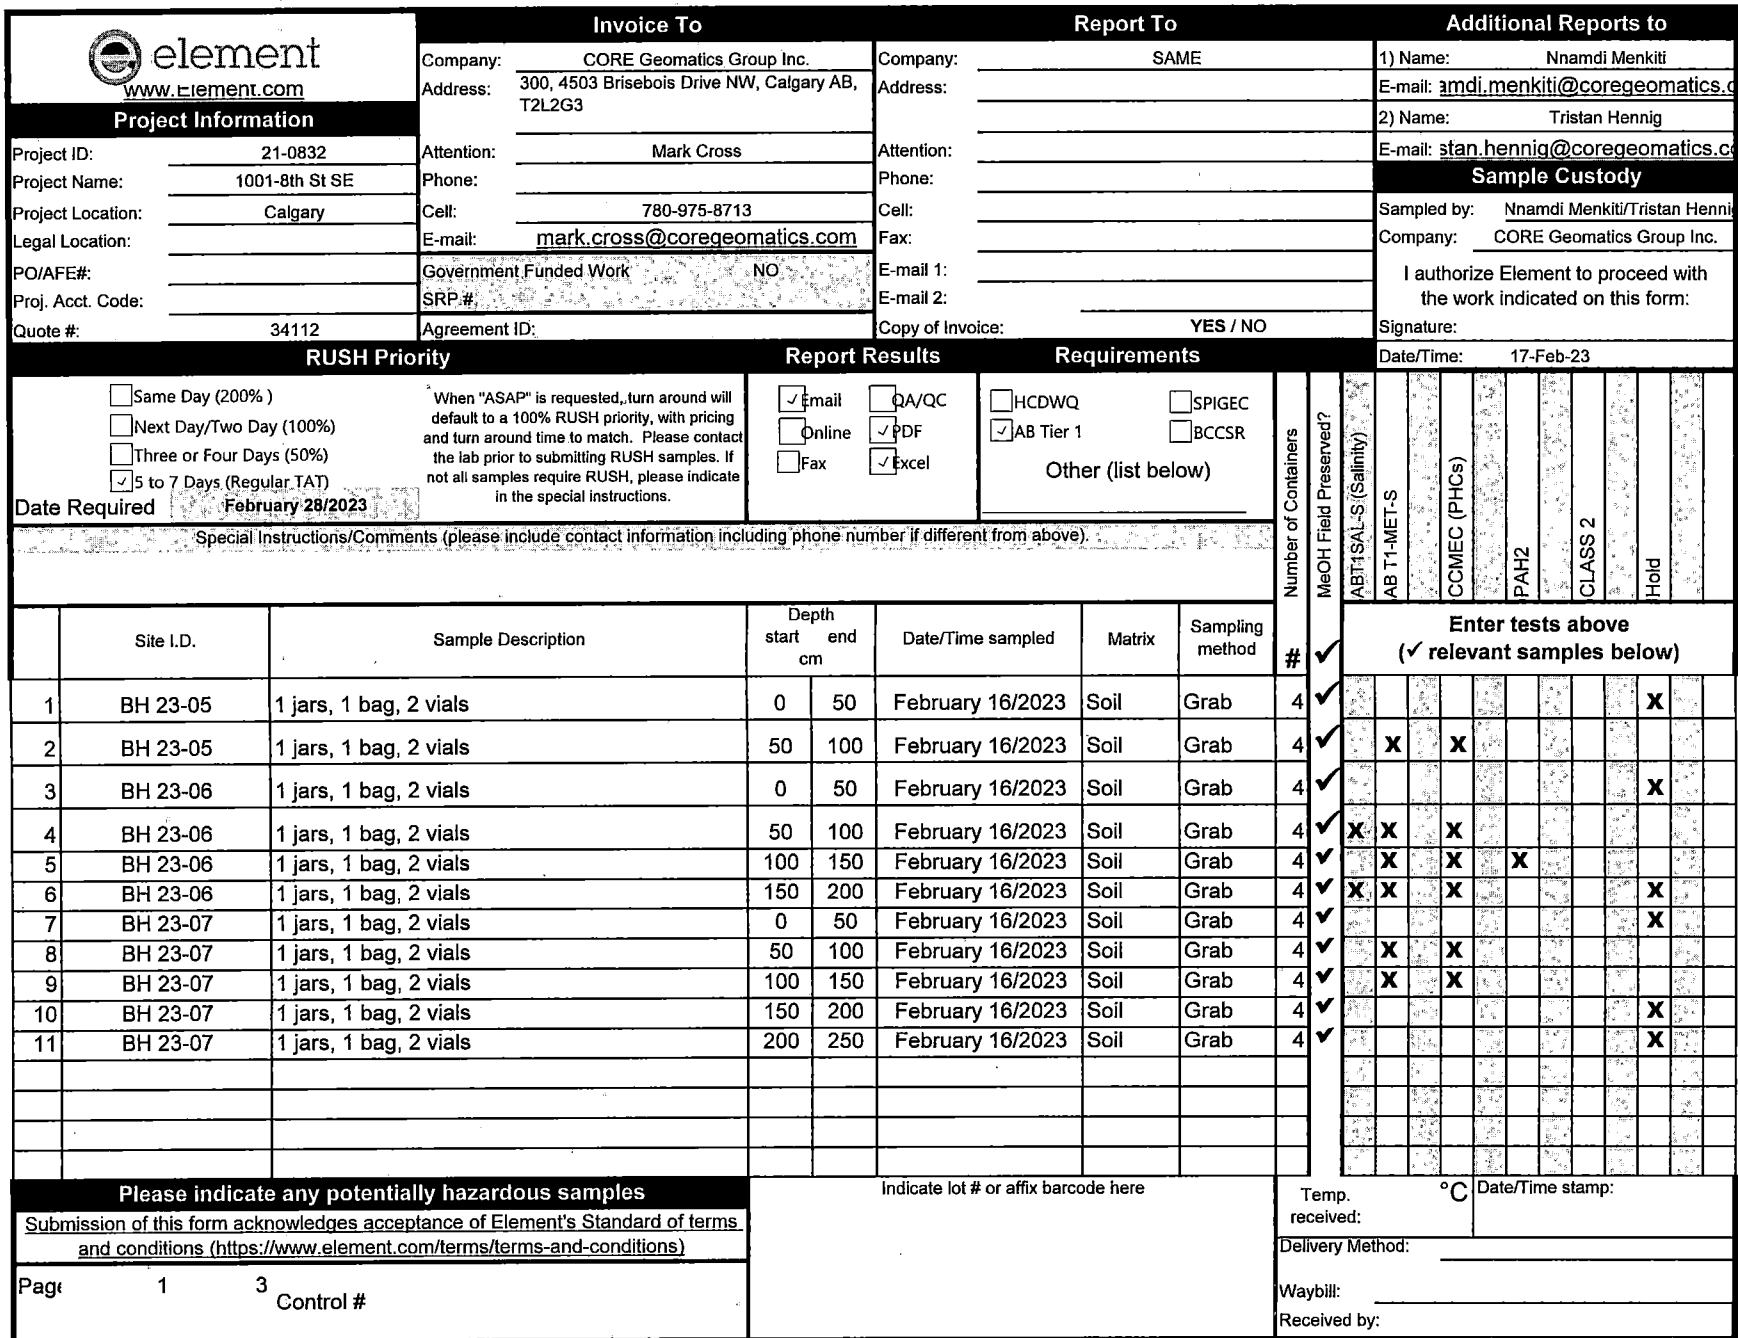 element
www.Element.com
Project Information
Project ID: 21-0832
Project Name: 1001-8th St SE
Project Location: Calgary
Legal Location:
PO/AFE#:
Proj. Acct. Code:
Quote #: 34112
Invoice To
Company: CORE Geomatics Group Inc.
Address: 300, 4503 Brisebois Drive NW, Calgary AB,
T2L2G3
Attention: Mark Cross
Phone:
Cell: 780-975-8713
E-mail: mark.cross@coregeomatics.com
Government Funded Work NO
SRP #
Agreement ID:
Report To
Company: SAME
Address:
Attention:
Phone:
Cell:
Fax:
E-mail 1:
E-mail 2:
Copy of Invoice: YES / NO
Additional Reports to
1) Name: Nnamdi Menkiti
E-mail: amdi.menkiti@coregeomatics.c
2) Name: Tristan Hennig
E-mail: stan.hennig@coregeomatics.co
Sample Custody
Sampled by: Nnamdi Menkiti/Tristan Henni
Company: CORE Geomatics Group Inc.
I authorize Element to proceed with
the work indicated on this form:
Signature:
Date/Time: 17-Feb-23
RUSH Priority
Same Day (200% )
Next Day/Two Day (100%)
Three or Four Days (50%)
✓ 5 to 7 Days (Regular TAT)
Date Required February 28/2023
When "ASAP" is requested, turn around will
default to a 100% RUSH priority, with pricing
and turn around time to match. Please contact
the lab prior to submitting RUSH samples. If
not all samples require RUSH, please indicate
in the special instructions.
Report Results
✓ Email QA/QC
Online ✓ PDF
Fax ✓ Excel
Requirements
HCDWQ SPIGEC
✓ AB Tier 1 BCCSR
Other (list below)
Special Instructions/Comments (please include contact information including phone number if different from above).
Number of Containers
MeOH Field Preserved?
ABT1SAL-S (Salinity)
ABT1-MET-S
CCMEC (PHCs)
PAH2
CLASS 2
Hold
Site I.D. Sample Description Depth start end cm Date/Time sampled Matrix Sampling method # ✓
Enter tests above
(✓ relevant samples below)
1 BH 23-05 1 jars, 1 bag, 2 vials 0 50 February 16/2023 Soil Grab 4 ✓ X
2 BH 23-05 1 jars, 1 bag, 2 vials 50 100 February 16/2023 Soil Grab 4 ✓ X X
3 BH 23-06 1 jars, 1 bag, 2 vials 0 50 February 16/2023 Soil Grab 4 ✓ X
4 BH 23-06 1 jars, 1 bag, 2 vials 50 100 February 16/2023 Soil Grab 4 ✓ X X X
5 BH 23-06 1 jars, 1 bag, 2 vials 100 150 February 16/2023 Soil Grab 4 ✓ X X X
6 BH 23-06 1 jars, 1 bag, 2 vials 150 200 February 16/2023 Soil Grab 4 ✓ X X X X
7 BH 23-07 1 jars, 1 bag, 2 vials 0 50 February 16/2023 Soil Grab 4 ✓ X
8 BH 23-07 1 jars, 1 bag, 2 vials 50 100 February 16/2023 Soil Grab 4 ✓ X X
9 BH 23-07 1 jars, 1 bag, 2 vials 100 150 February 16/2023 Soil Grab 4 ✓ X X
10 BH 23-07 1 jars, 1 bag, 2 vials 150 200 February 16/2023 Soil Grab 4 ✓ X
11 BH 23-07 1 jars, 1 bag, 2 vials 200 250 February 16/2023 Soil Grab 4 ✓ X
Please indicate any potentially hazardous samples
Submission of this form acknowledges acceptance of Element's Standard of terms
and conditions (https://www.element.com/terms/terms-and-conditions)
Page 1 3
Control #
Indicate lot # or affix barcode here
Temp. received: °C
Date/Time stamp:
Delivery Method:
Waybill:
Received by: